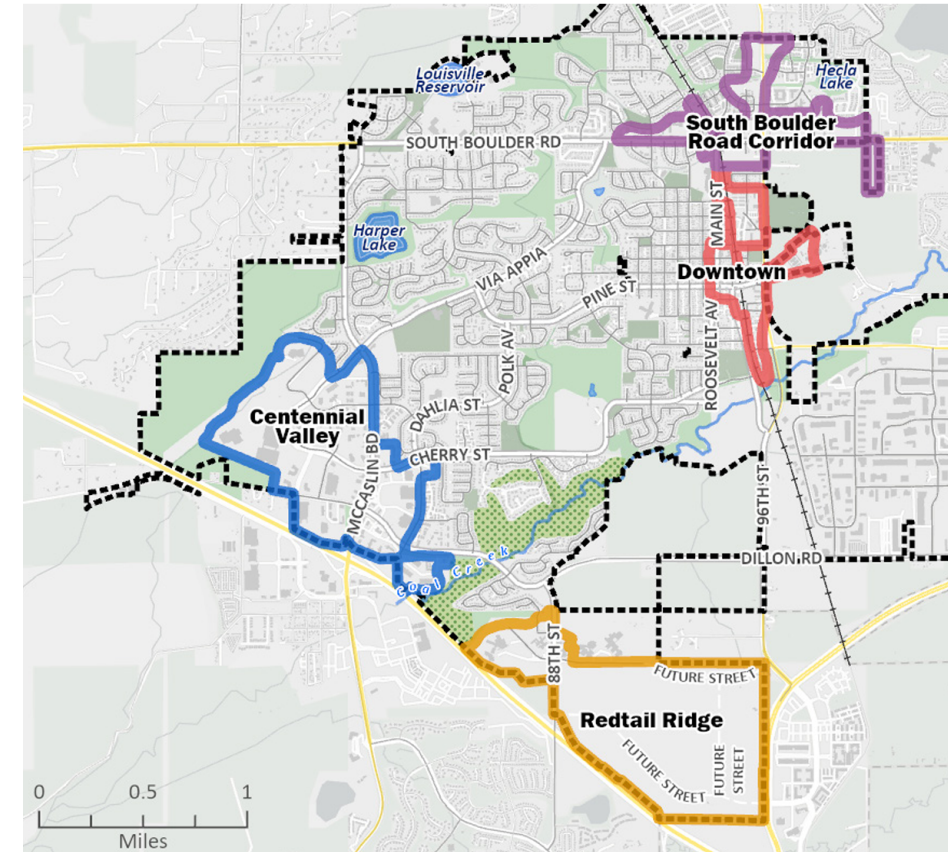 Louisville
Reservoir
Hecla
Lake
South Boulder
Road Corridor
SOUTH BOULDER RD
MAIN ST
Harper
Lake
VIA APPIA
Downtown
PINE ST
ROOSEVELT AV
POLK AV
DAHLIA ST
Centennial
Valley
MCCASLIN BD
CHERRY ST
96TH ST
Coal Creek
DILLON RD
88TH ST
FUTURE STREET
Redtail Ridge
FUTURE STREET
FUTURE
STREET
0 0.5 1
Miles